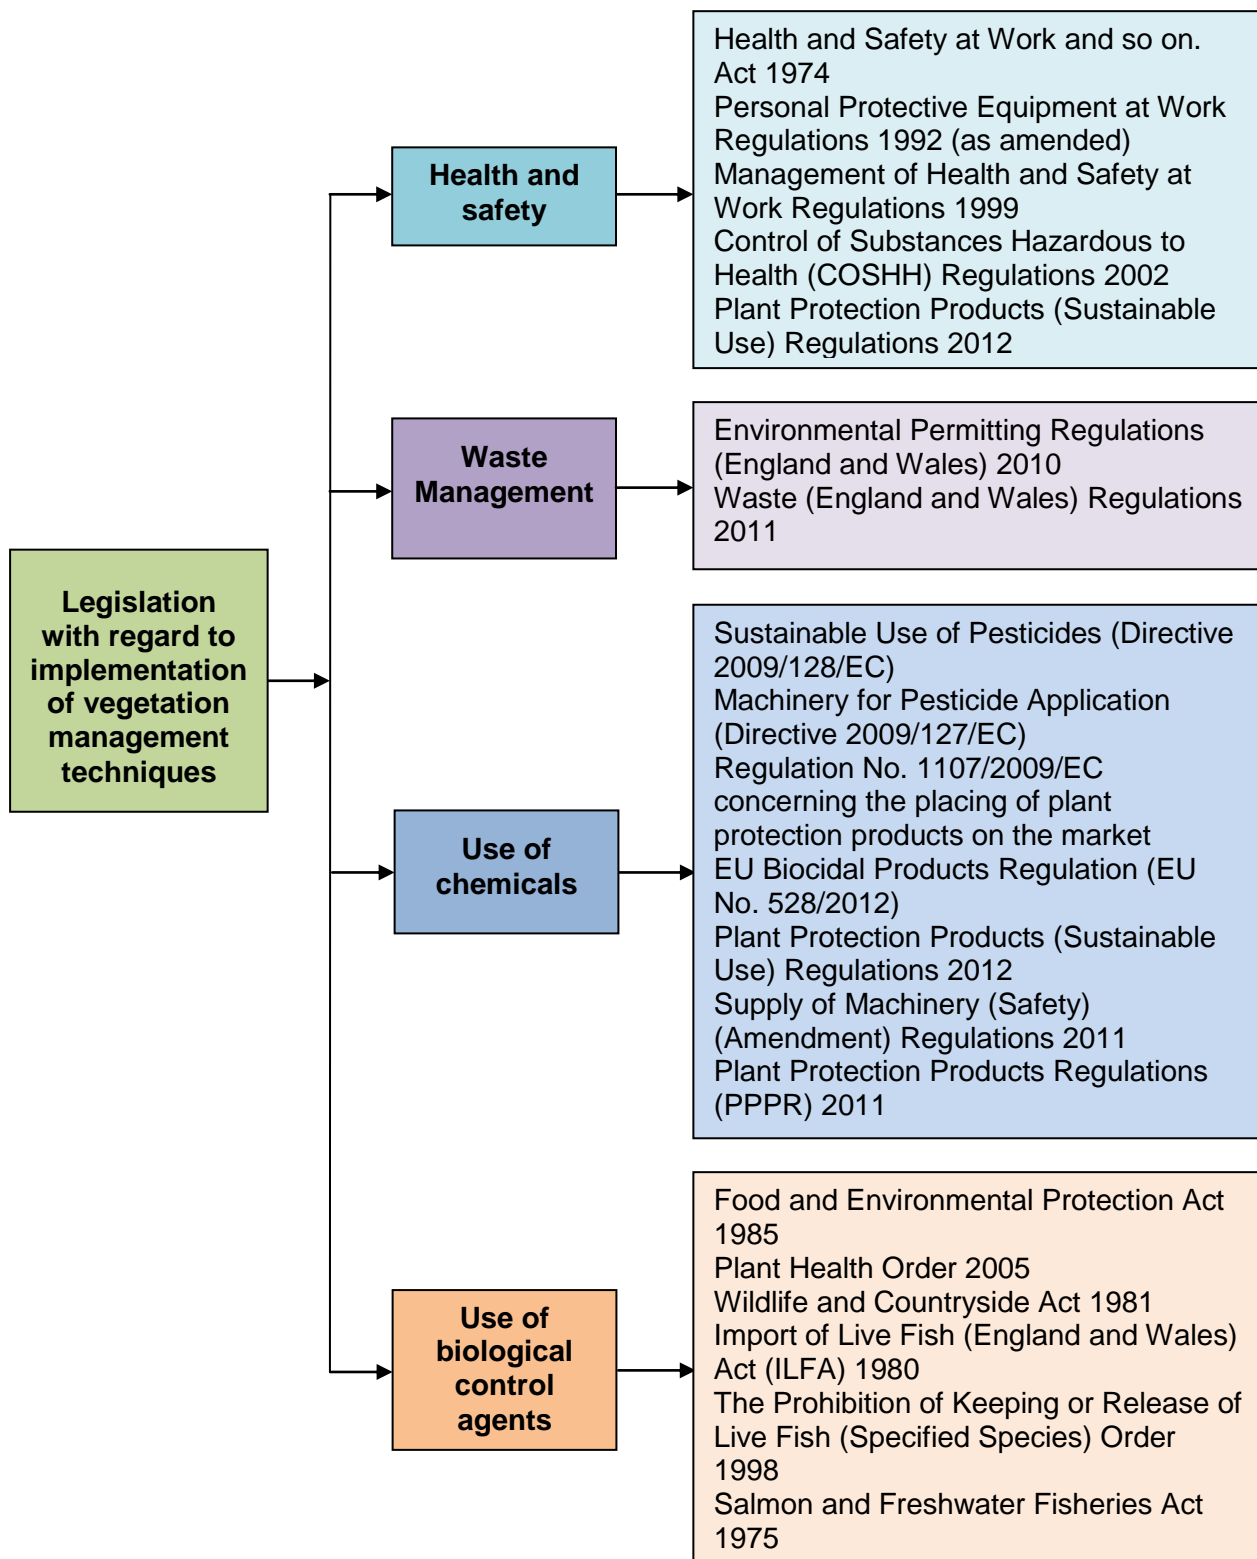 Legislation
with regard to
implementation
of vegetation
management
techniques
Health and
safety
Health and Safety at Work and so on.
Act 1974
Personal Protective Equipment at Work
Regulations 1992 (as amended)
Management of Health and Safety at
Work Regulations 1999
Control of Substances Hazardous to
Health (COSHH) Regulations 2002
Plant Protection Products (Sustainable
Use) Regulations 2012
Waste
Management
Environmental Permitting Regulations
(England and Wales) 2010
Waste (England and Wales) Regulations
2011
Use of
chemicals
Sustainable Use of Pesticides (Directive
2009/128/EC)
Machinery for Pesticide Application
(Directive 2009/127/EC)
Regulation No. 1107/2009/EC
concerning the placing of plant
protection products on the market
EU Biocidal Products Regulation (EU
No. 528/2012)
Plant Protection Products (Sustainable
Use) Regulations 2012
Supply of Machinery (Safety)
(Amendment) Regulations 2011
Plant Protection Products Regulations
(PPPR) 2011
Use of
biological
control
agents
Food and Environmental Protection Act
1985
Plant Health Order 2005
Wildlife and Countryside Act 1981
Import of Live Fish (England and Wales)
Act (ILFA) 1980
The Prohibition of Keeping or Release of
Live Fish (Specified Species) Order
1998
Salmon and Freshwater Fisheries Act
1975